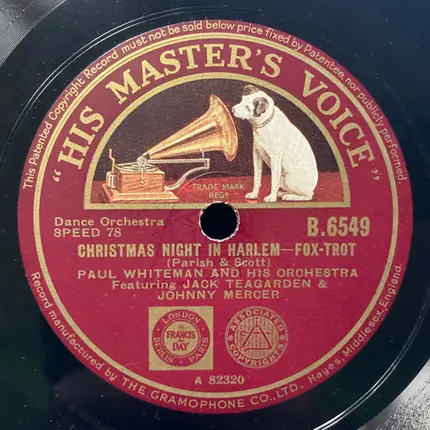 This Patented Copyright Record must not be sold below price fixed by Patentee, nor publicly performed.
"HIS MASTER'S VOICE"
TRADE MARK
REGD
Dance Orchestra
SPEED 78
B.6549
CHRISTMAS NIGHT IN HARLEM—FOX-TROT
(Parish & Scott)
PAUL WHITEMAN AND HIS ORCHESTRA
Featuring JACK TEAGARDEN &
JOHNNY MERCER
LONDON
FRANCIS
DAY
BERLIN
PARIS
ASSOCIATED
COPYRIGHTS
A 82320
Record manufactured by THE GRAMOPHONE CO., LTD., Hayes, Middlesex, England.